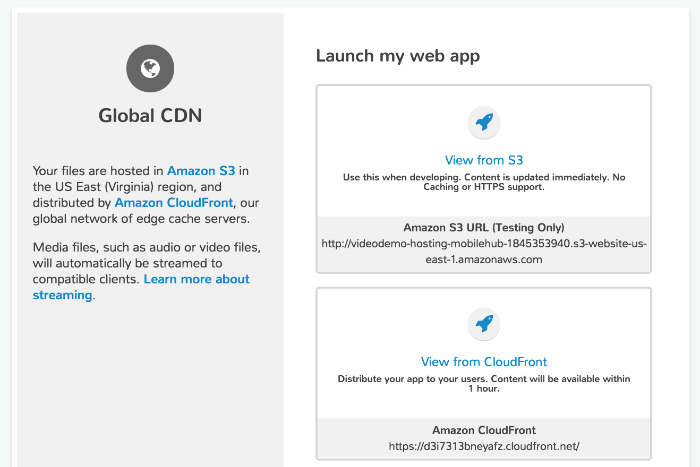 Global CDN
Your files are hosted in Amazon S3 in
the US East (Virginia) region, and
distributed by Amazon CloudFront, our
global network of edge cache servers.
Media files, such as audio or video files,
will automatically be streamed to
compatible clients. Learn more about
streaming.
Launch my web app
View from S3
Use this when developing. Content is updated immediately. No
Caching or HTTPS support.
Amazon S3 URL (Testing Only)
http://videodemo-hosting-mobilehub-1845353940.s3-website-us-
east-1.amazonaws.com
View from CloudFront
Distribute your app to your users. Content will be available within
1 hour.
Amazon CloudFront
https://d3i7313bneyafz.cloudfront.net/